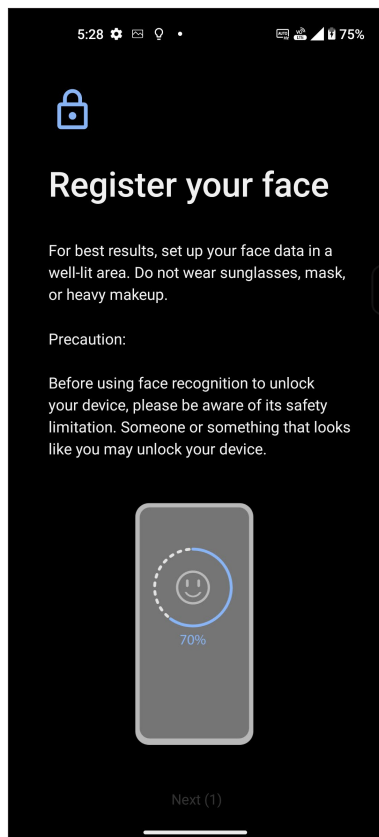 5:28
75%
Register your face
For best results, set up your face data in a
well-lit area. Do not wear sunglasses, mask,
or heavy makeup.
Precaution:
Before using face recognition to unlock
your device, please be aware of its safety
limitation. Someone or something that looks
like you may unlock your device.
70%
Next (1)